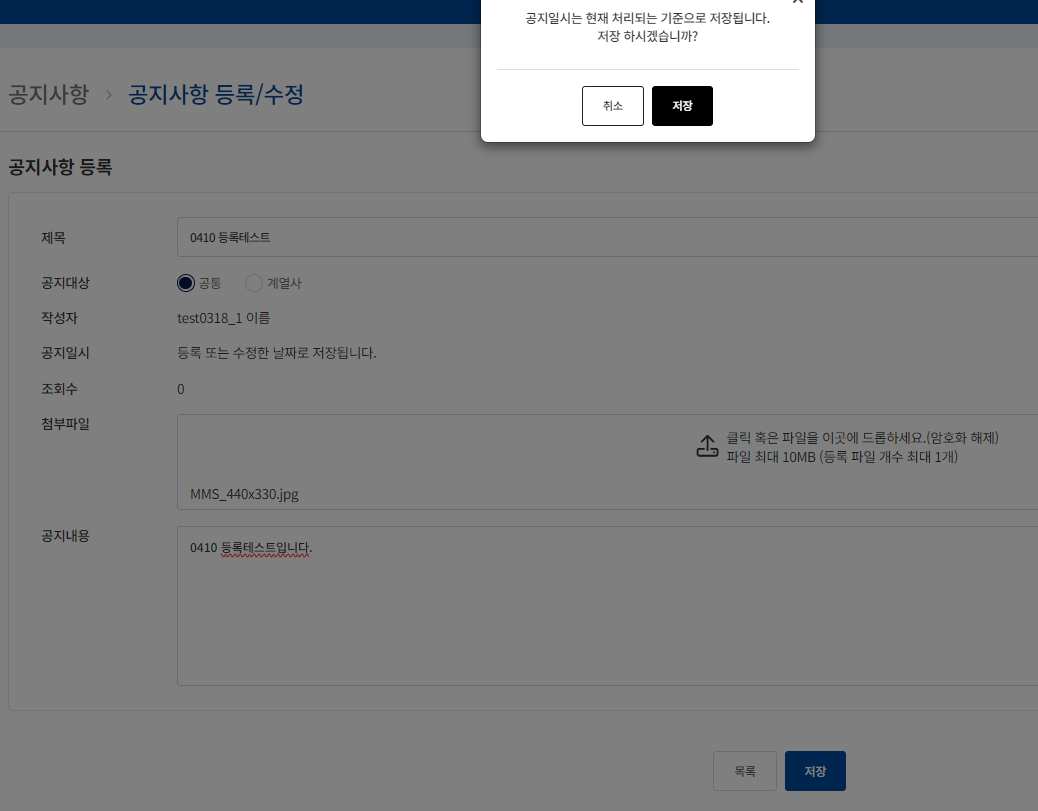 공지일시는 현재 처리되는 기준으로 저장됩니다.
저장 하시겠습니까?
취소 저장
공지사항 > 공지사항 등록/수정
공지사항 등록
제목 0410 등록테스트
공지대상 공통 계열사
작성자 test0318_1 이름
공지일시 등록 또는 수정한 날짜로 저장됩니다.
조회수 0
첨부파일
클릭 혹은 파일을 이곳에 드롭하세요.(암호화 해제)
파일 최대 10MB (등록 파일 개수 최대 1개)
MMS_440x330.jpg
공지내용
0410 등록테스트입니다.
목록 저장